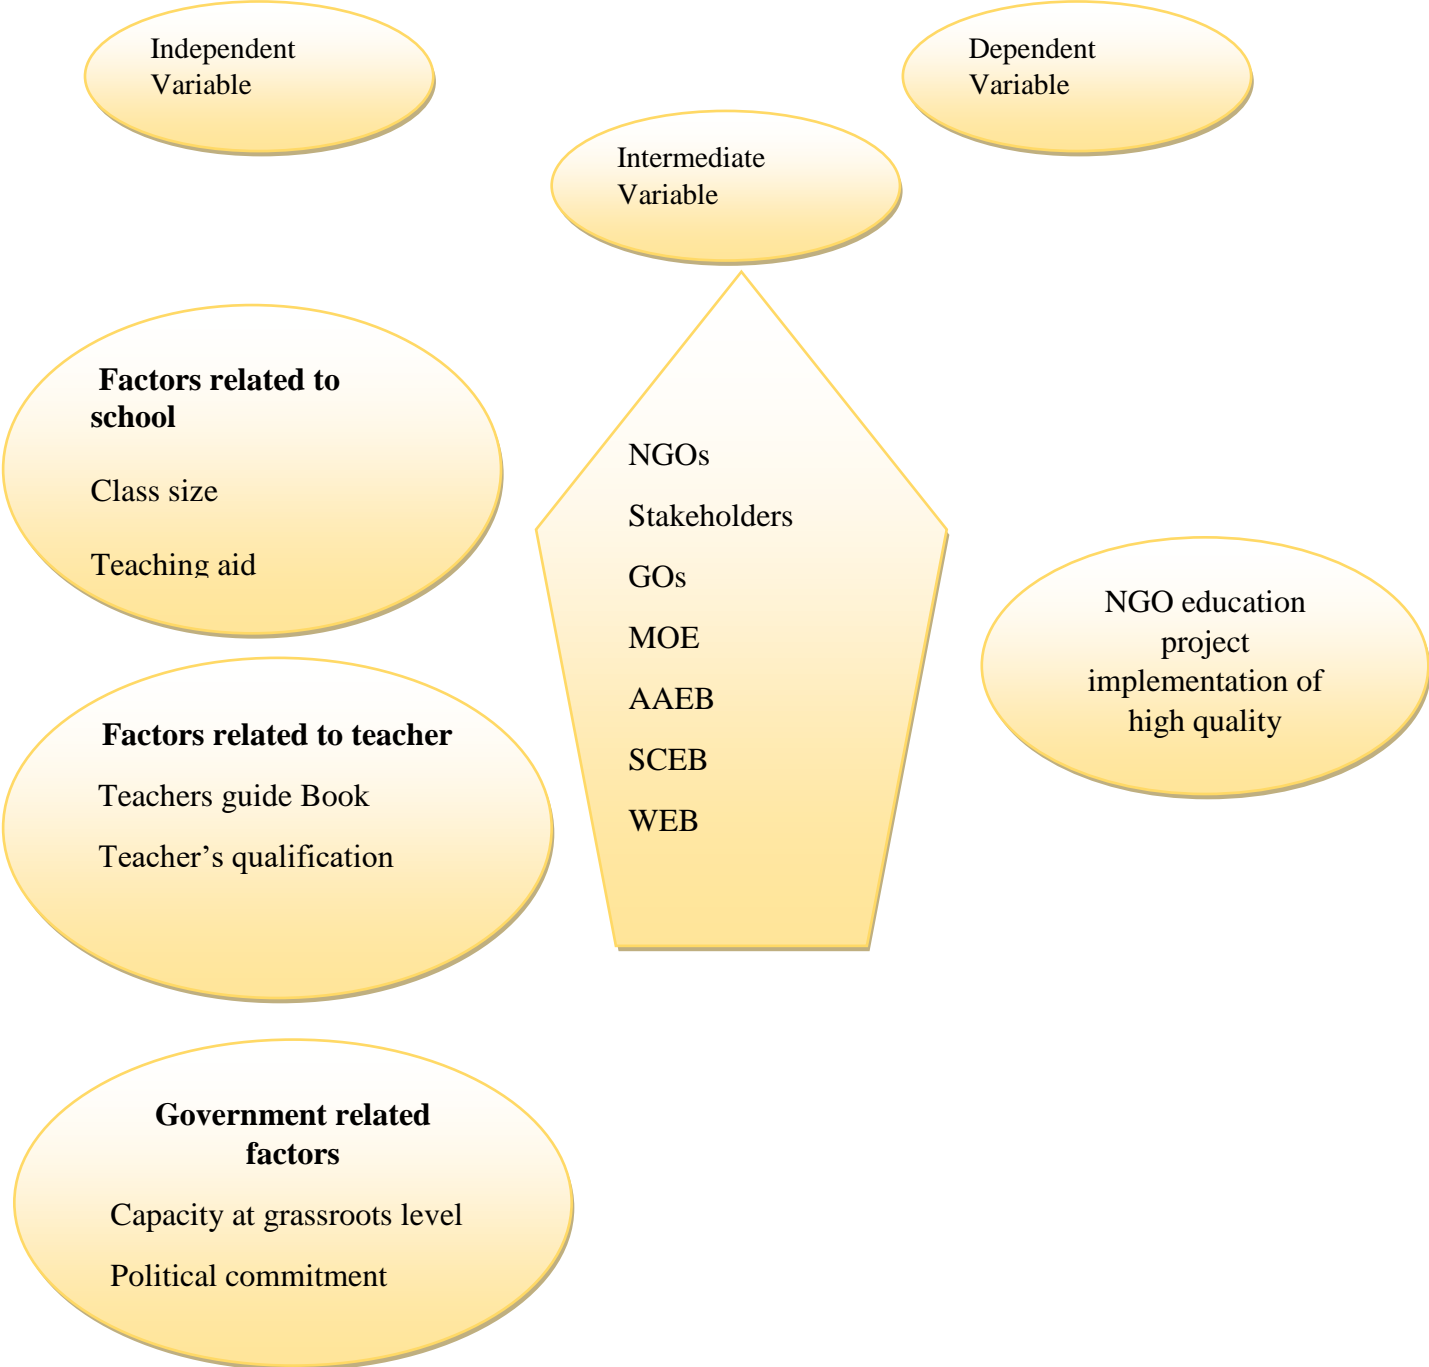 Independent
Variable
Dependent
Variable
Intermediate
Variable
Factors related to
school
Class size
Teaching aid
Factors related to teacher
Teachers guide Book
Teacher’s qualification
Government related
factors
Capacity at grassroots level
Political commitment
NGOs
Stakeholders
GOs
MOE
AAEB
SCEB
WEB
NGO education
project
implementation of
high quality